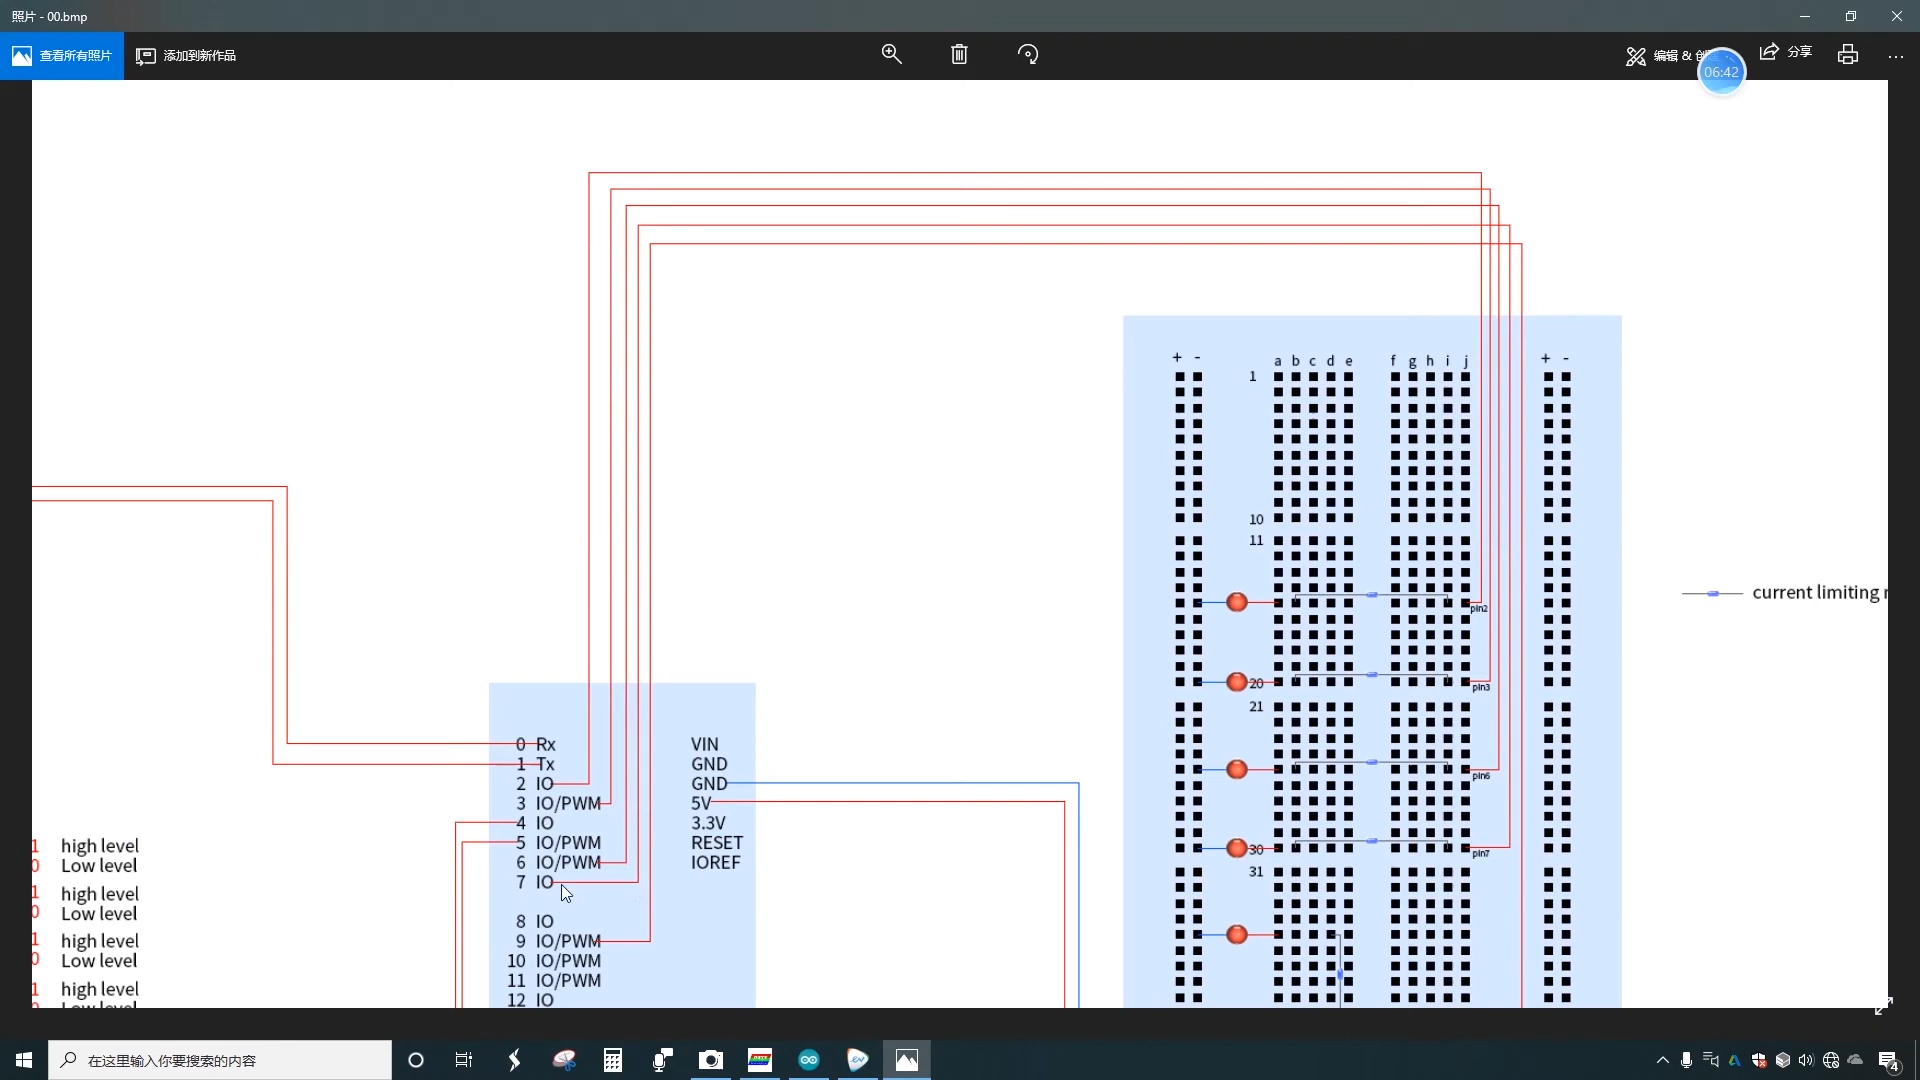 照片 - 00.bmp
查看所有照片
添加到新作品
编辑 & 创
06:42
分享
+ -
a b c d e
f g h i j
+ -
1
10
11
pin2
20
pin3
21
pin6
30
pin7
31
current limiting
0 Rx
1 Tx
2 IO
3 IO/PWM
4 IO
5 IO/PWM
6 IO/PWM
7 IO
8 IO
9 IO/PWM
10 IO/PWM
11 IO/PWM
12 IO
VIN
GND
GND
5V
3.3V
RESET
IOREF
1 high level
0 Low level
1 high level
0 Low level
1 high level
0 Low level
1 high level
0 Low level
在这里输入你要搜索的内容
4